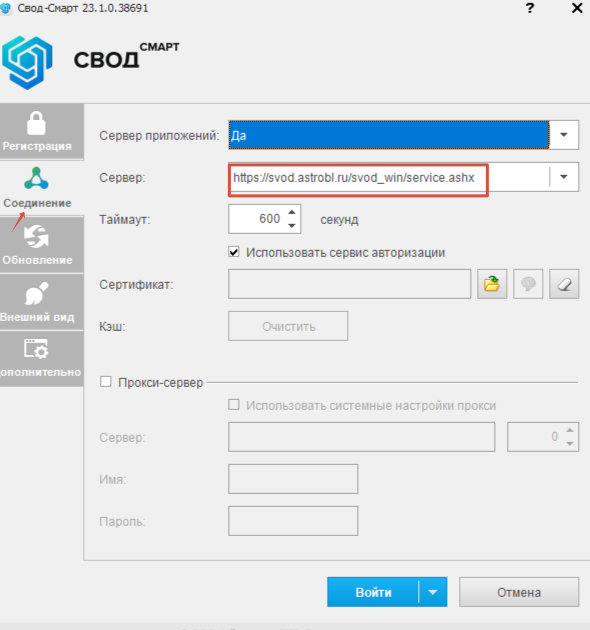 Свод-Смарт 23.1.0.38691
?
СВОД СМАРТ
Регистрация
Соединение
Обновление
Внешний вид
ополнительно
Сервер приложений: Да
Сервер: https://svod.astrobl.ru/svod_win/service.ashx
Таймаут: 600 секунд
Использовать сервис авторизации
Сертификат:
Кэш: Очистить
Прокси-сервер
Использовать системные настройки прокси
Сервер: 0
Имя:
Пароль:
Войти Отмена